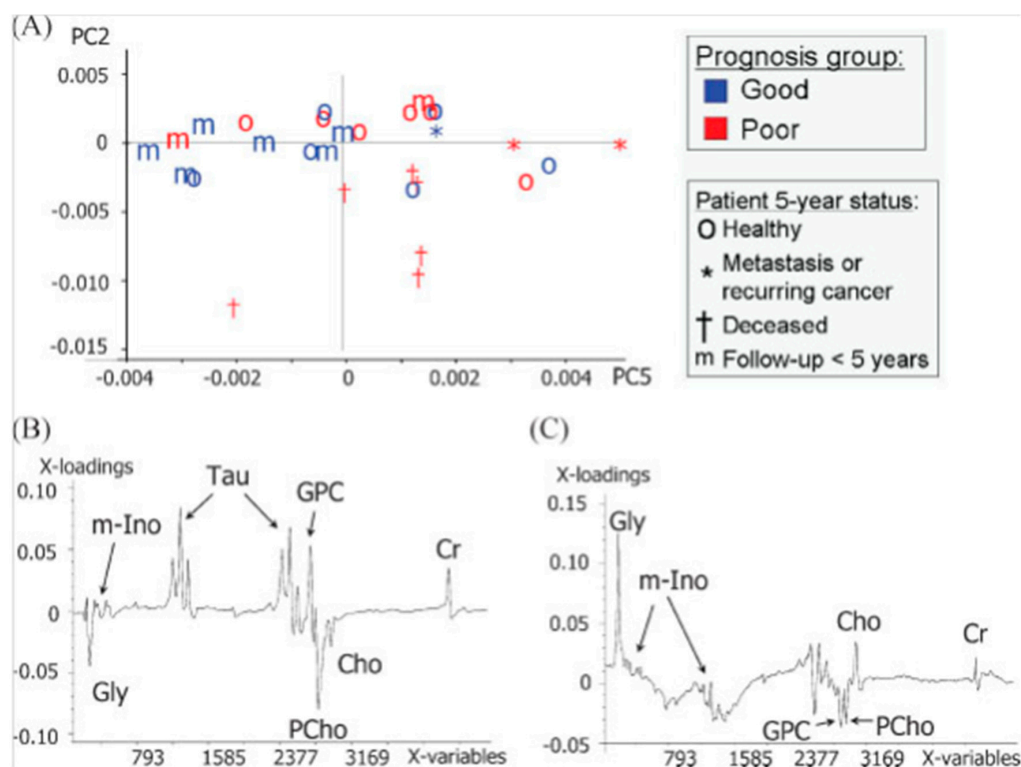 (A)
PC2
0.005
0
-0.005
-0.010
-0.015
-0.004 -0.002 0 0.002 0.004 PC5
m m m m m m m m m
o o o o o o o o o o o o o
* * *
† † † † † †
Prognosis group:
Good
Poor
Patient 5-year status:
O Healthy
* Metastasis or
recurring cancer
† Deceased
m Follow-up < 5 years
(B)
X-loadings
0.10
0.05
0
-0.05
-0.10
m-Ino
Tau
GPC
Cr
Gly
Cho
PCho
793 1585 2377 3169 X-variables
(C)
X-loadings
0.15
0.10
0.05
0
-0.05
Gly
m-Ino
Cho
Cr
GPC
PCho
793 1585 2377 3169 X-variables